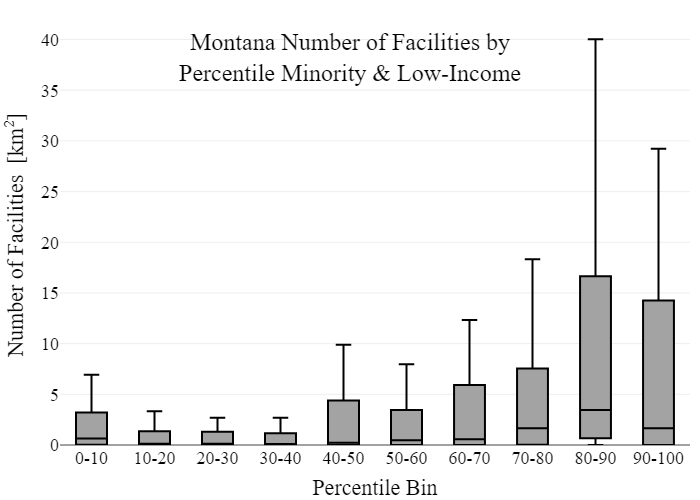 Montana Number of Facilities by
Percentile Minority & Low-Income
Number of Facilities [km²]
40
35
30
25
20
15
10
5
0
0-10 10-20 20-30 30-40 40-50 50-60 60-70 70-80 80-90 90-100
Percentile Bin